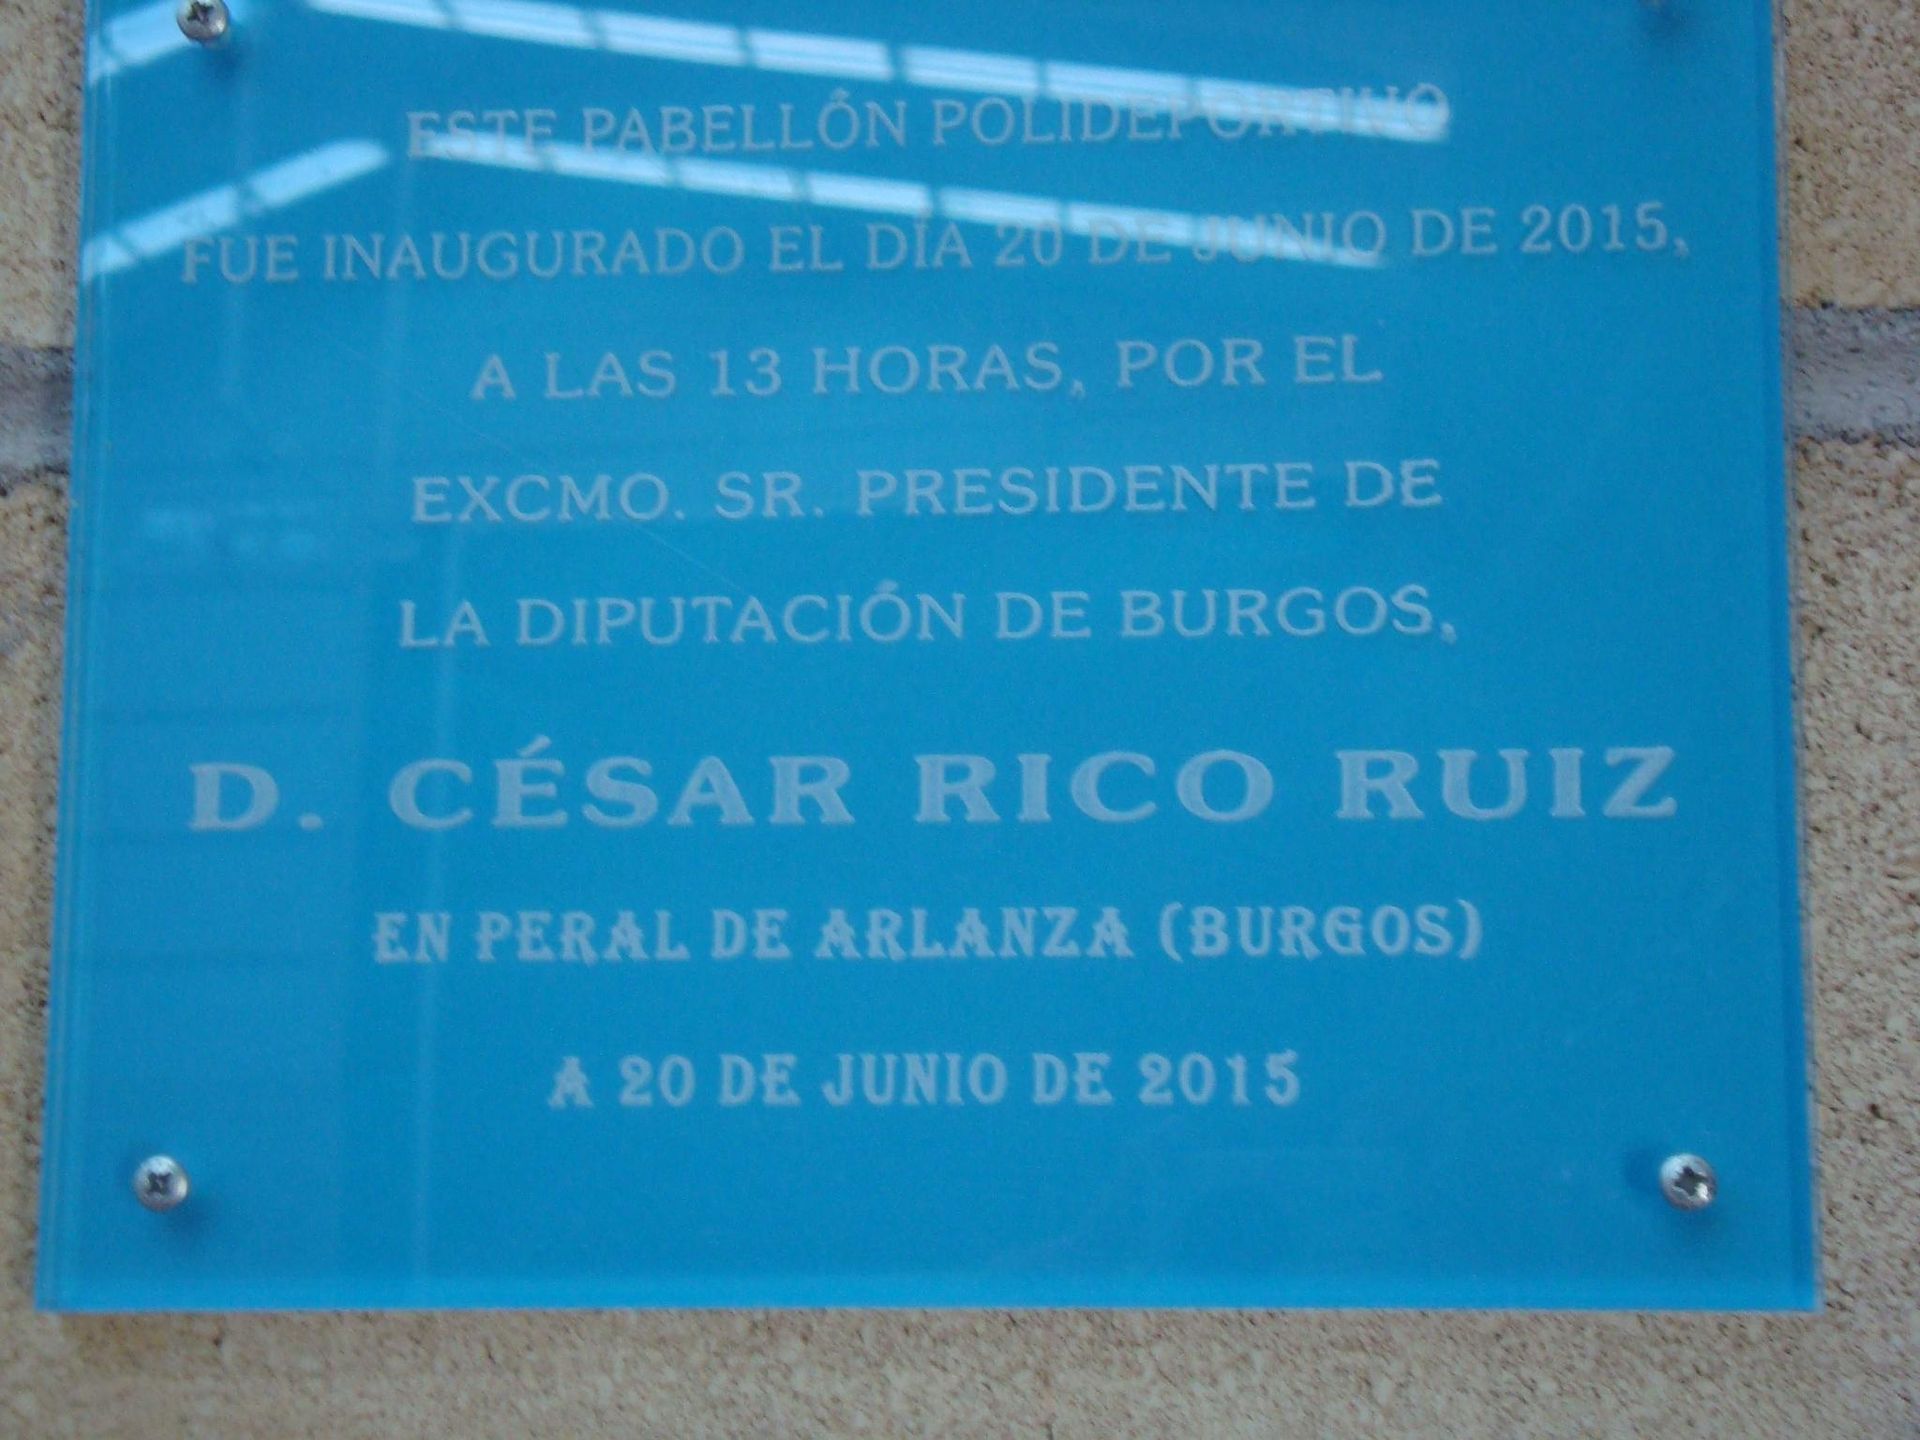 ESTE PABELLÓN POLIDEPORTIVO
FUE INAUGURADO EL DÍA 20 DE JUNIO DE 2015,
A LAS 13 HORAS, POR EL
EXCMO. SR. PRESIDENTE DE
LA DIPUTACIÓN DE BURGOS,
D. CÉSAR RICO RUIZ
EN PERAL DE ARLANZA (BURGOS)
A 20 DE JUNIO DE 2015